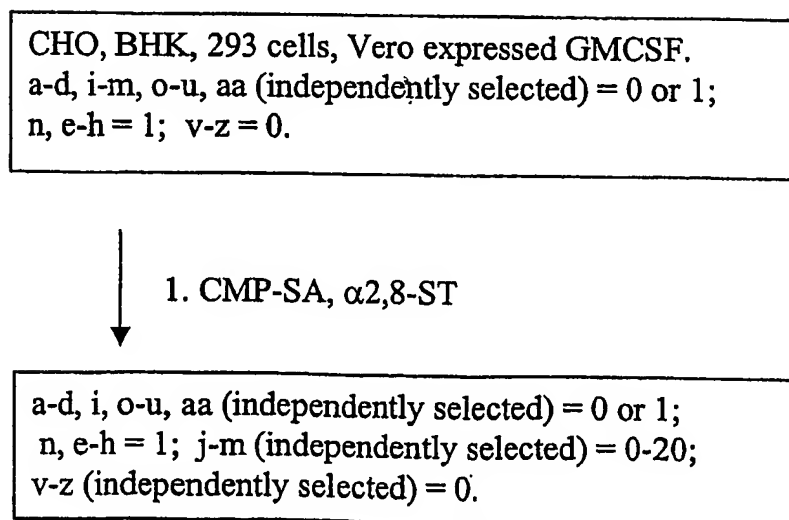 CHO, BHK, 293 cells, Vero expressed GMCSF.
a-d, i-m, o-u, aa (independently selected) = 0 or 1;
n, e-h = 1; v-z = 0.
1. CMP-SA, α2,8-ST
a-d, i, o-u, aa (independently selected) = 0 or 1;
n, e-h = 1; j-m (independently selected) = 0-20;
v-z (independently selected) = 0.